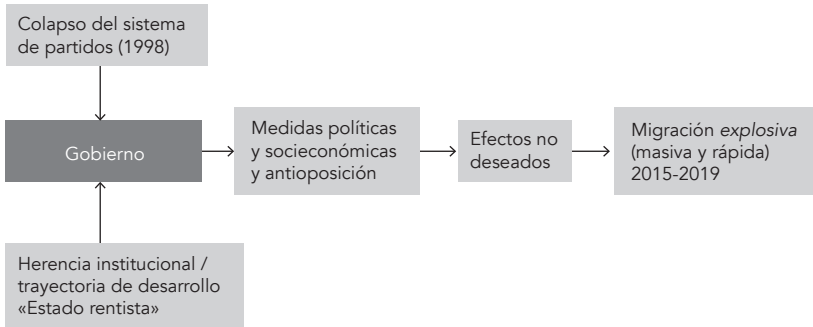 Colapso del sistema
de partidos (1998)
Gobierno
Medidas políticas
y socioeconómicas
y antioposición
Efectos no
deseados
Migración explosiva
(masiva y rápida)
2015-2019
Herencia institucional /
trayectoria de desarrollo
«Estado rentista»